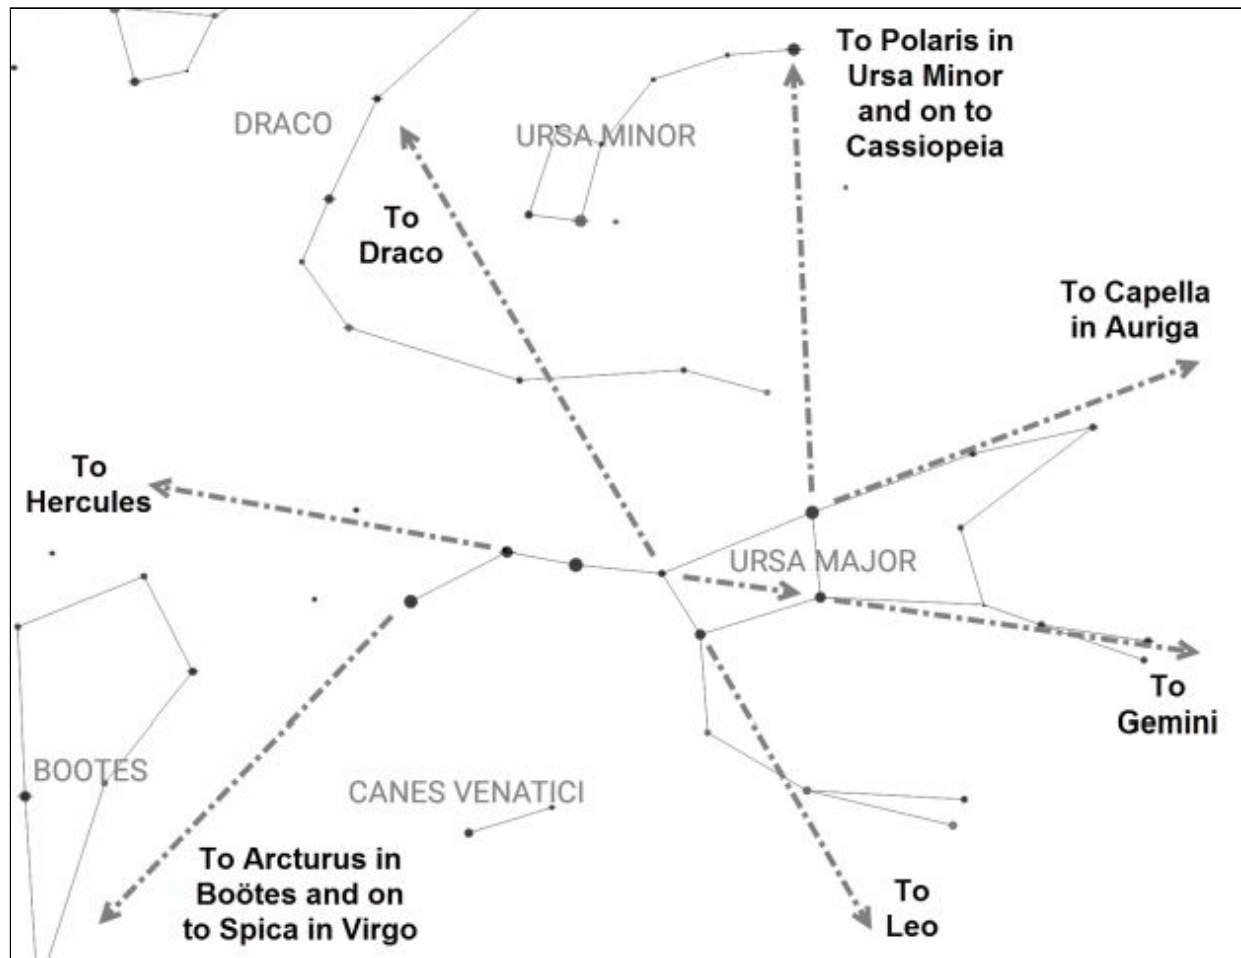 To Polaris in
Ursa Minor
and on to
Cassiopeia
DRACO
URSA MINOR
To
Draco
To Capella
in Auriga
To
Hercules
URSA MAJOR
To
Gemini
BOOTES
CANES VENATICI
To Arcturus in
Boötes and on
to Spica in Virgo
To
Leo